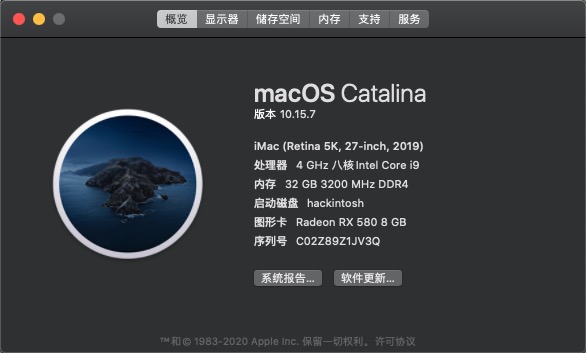 概览 显示器 储存空间 内存 支持 服务
macOS Catalina
版本 10.15.7
iMac (Retina 5K, 27-inch, 2019)
处理器 4 GHz 八核Intel Core i9
内存 32 GB 3200 MHz DDR4
启动磁盘 hackintosh
图形卡 Radeon RX 580 8 GB
序列号 C02Z89Z1JV3Q
系统报告... 软件更新...
™和© 1983-2020 Apple Inc. 保留一切权利。许可协议